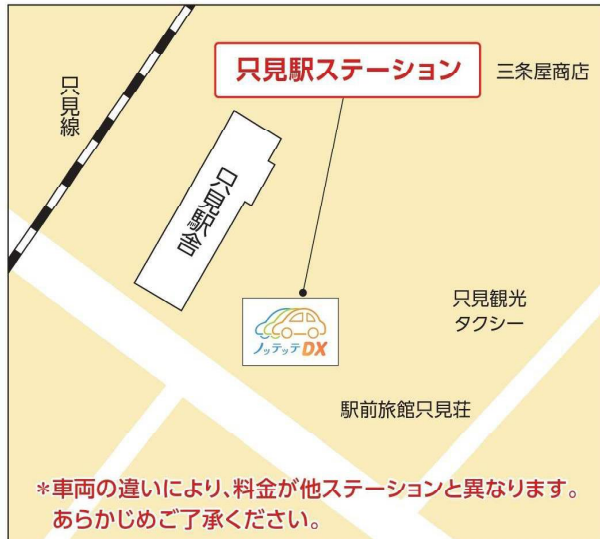 只見駅ステーション
三条屋商店
只見線
只見駅舎
ノッテッテDX
只見観光
タクシー
駅前旅館只見荘
*車両の違いにより、料金が他ステーションと異なります。
あらかじめご了承ください。